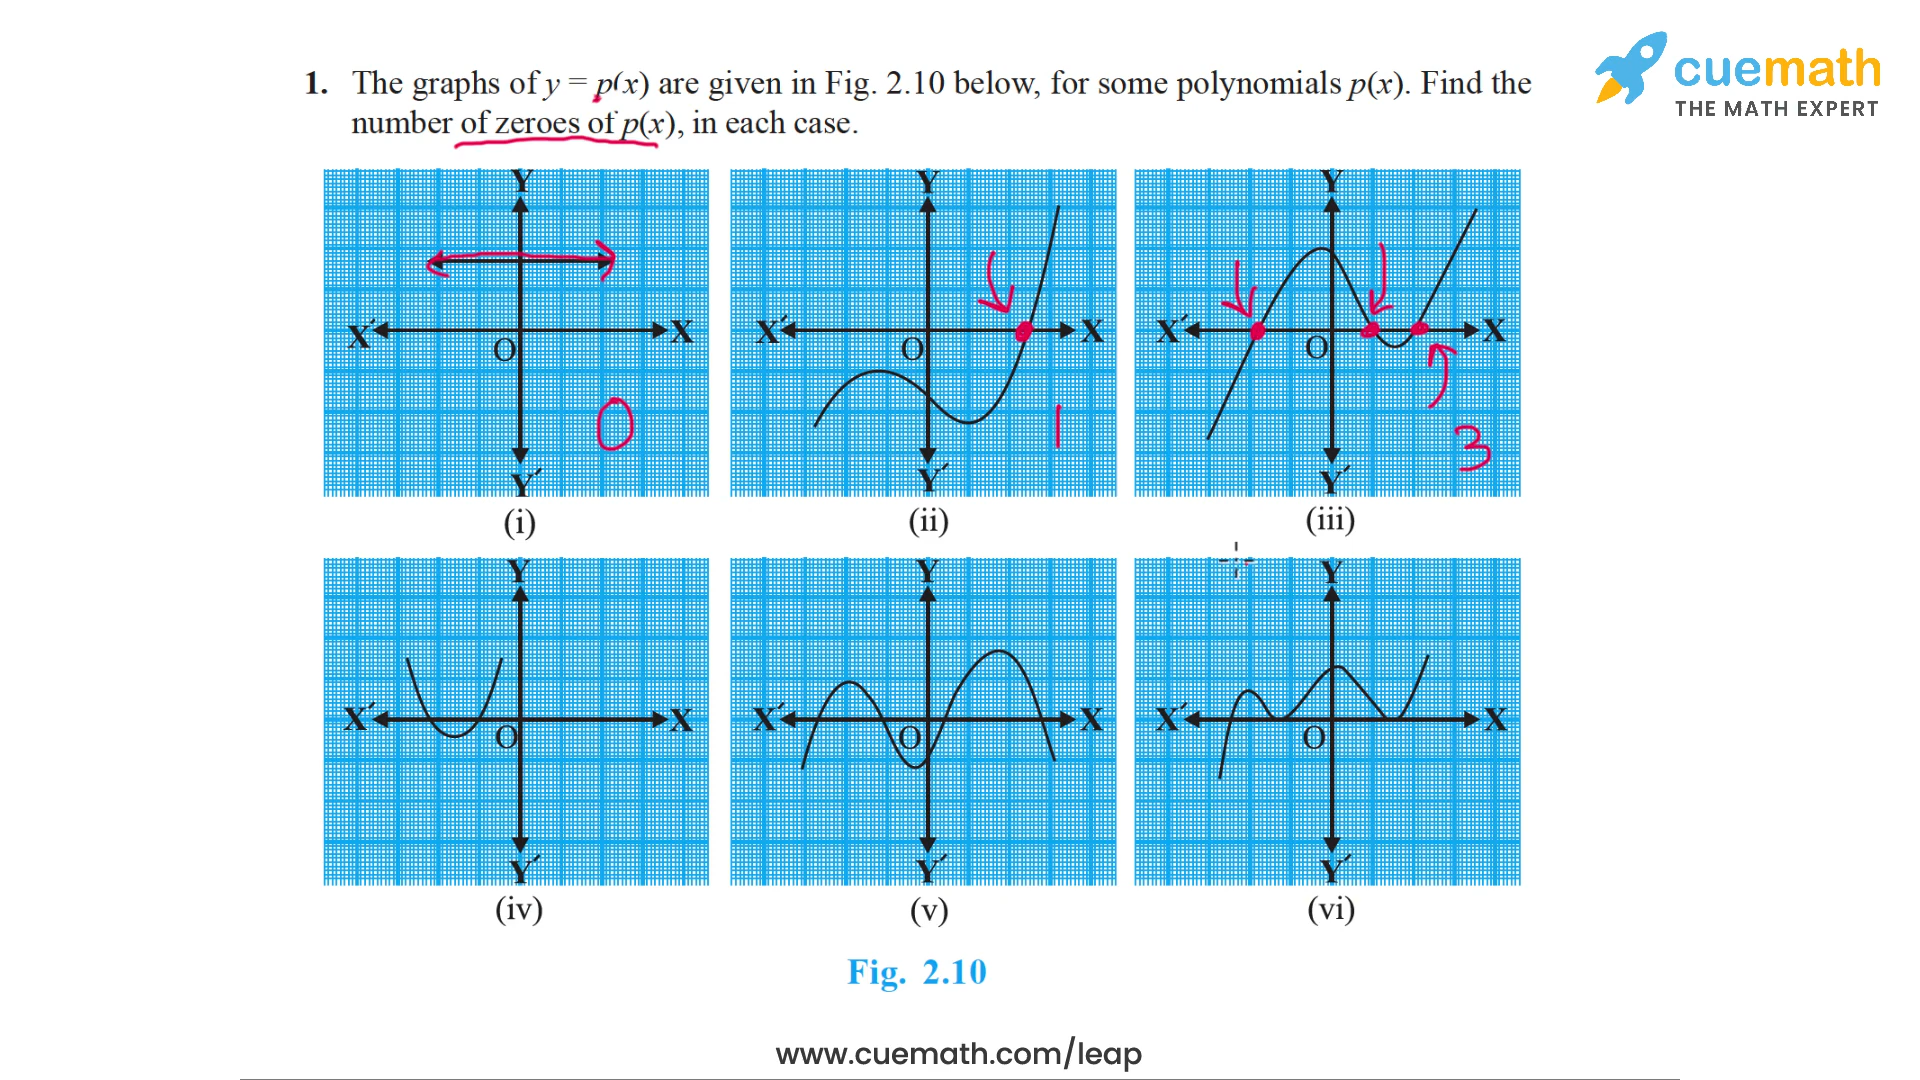 cuemath
THE MATH EXPERT
1. The graphs of y = p(x) are given in Fig. 2.10 below, for some polynomials p(x). Find the
number of zeroes of p(x), in each case.
Y Y Y
X′ X X′ X X′ X
O O O
0 1 3
Y′ Y′ Y′
(i) (ii) (iii)
Y Y Y
X′ X X′ X X′ X
O O O
Y′ Y′ Y′
(iv) (v) (vi)
Fig. 2.10
www.cuemath.com/leap